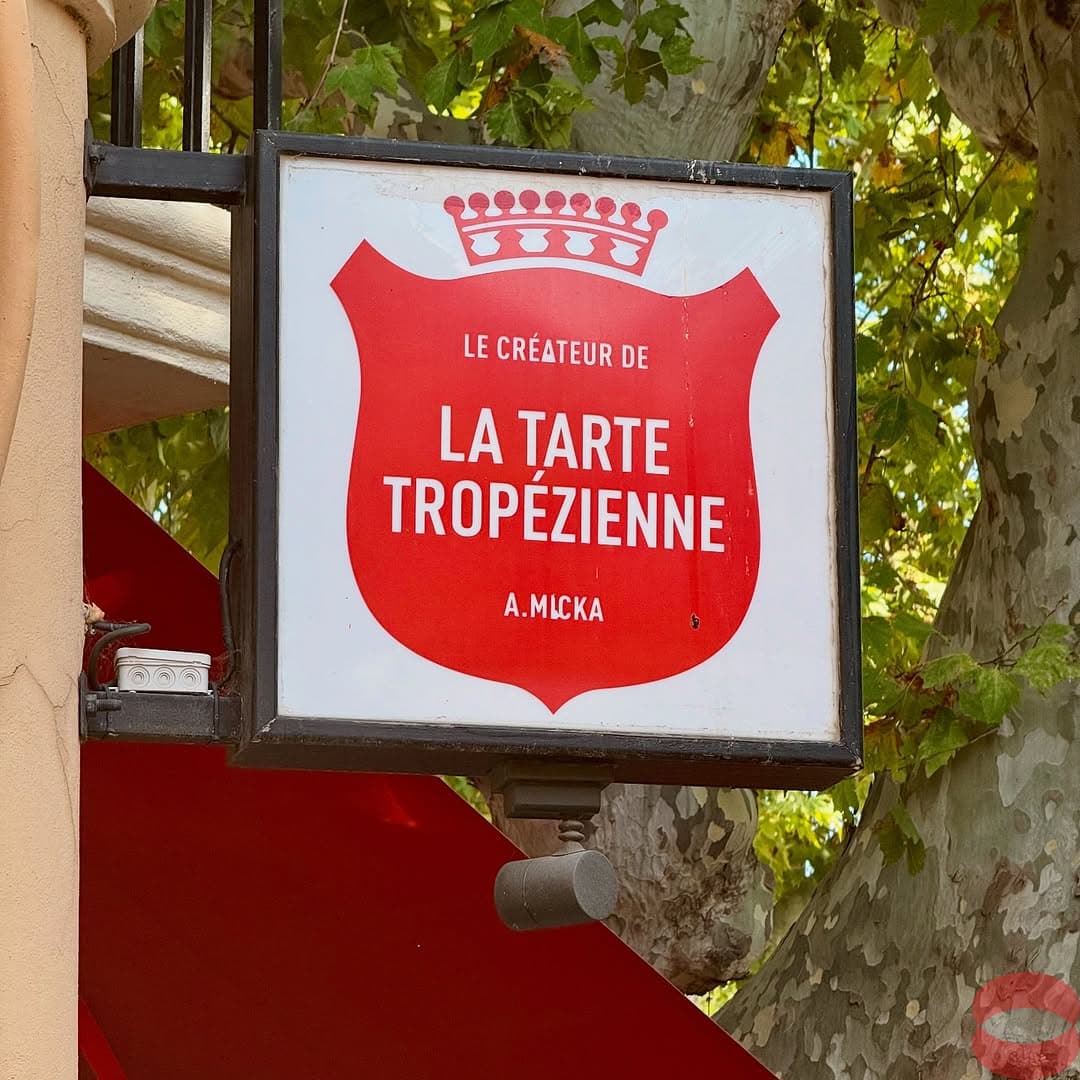 LE CRÉATEUR DE
LA TARTE
TROPÉZIENNE
A.MICKA